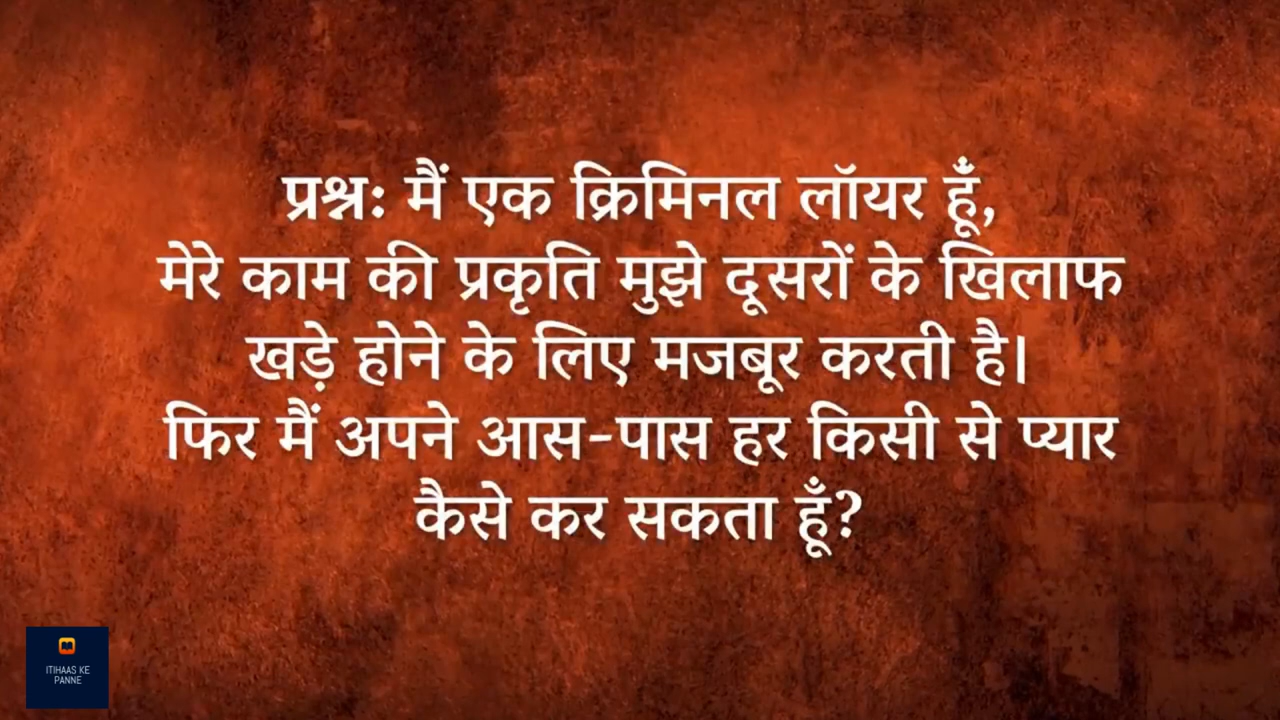 प्रश्न: मैं एक क्रिमिनल लॉयर हूँ,
मेरे काम की प्रकृति मुझे दूसरों के खिलाफ
खड़े होने के लिए मजबूर करती है।
फिर मैं अपने आस-पास हर किसी से प्यार
कैसे कर सकता हूँ?
ITIHAAS KE
PANNE